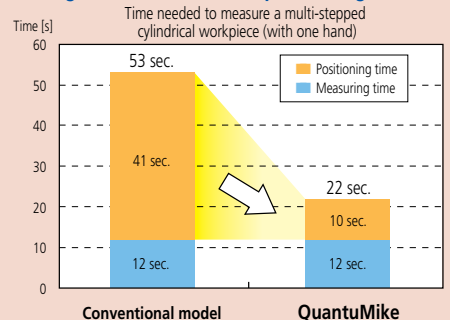 Time needed to measure a multi-stepped
cylindrical workpiece (with one hand)
Time [s]
60
50
40
30
20
10
0
53 sec.
41 sec.
12 sec.
Positioning time
Measuring time
22 sec.
10 sec.
12 sec.
Conventional model
QuantuMike